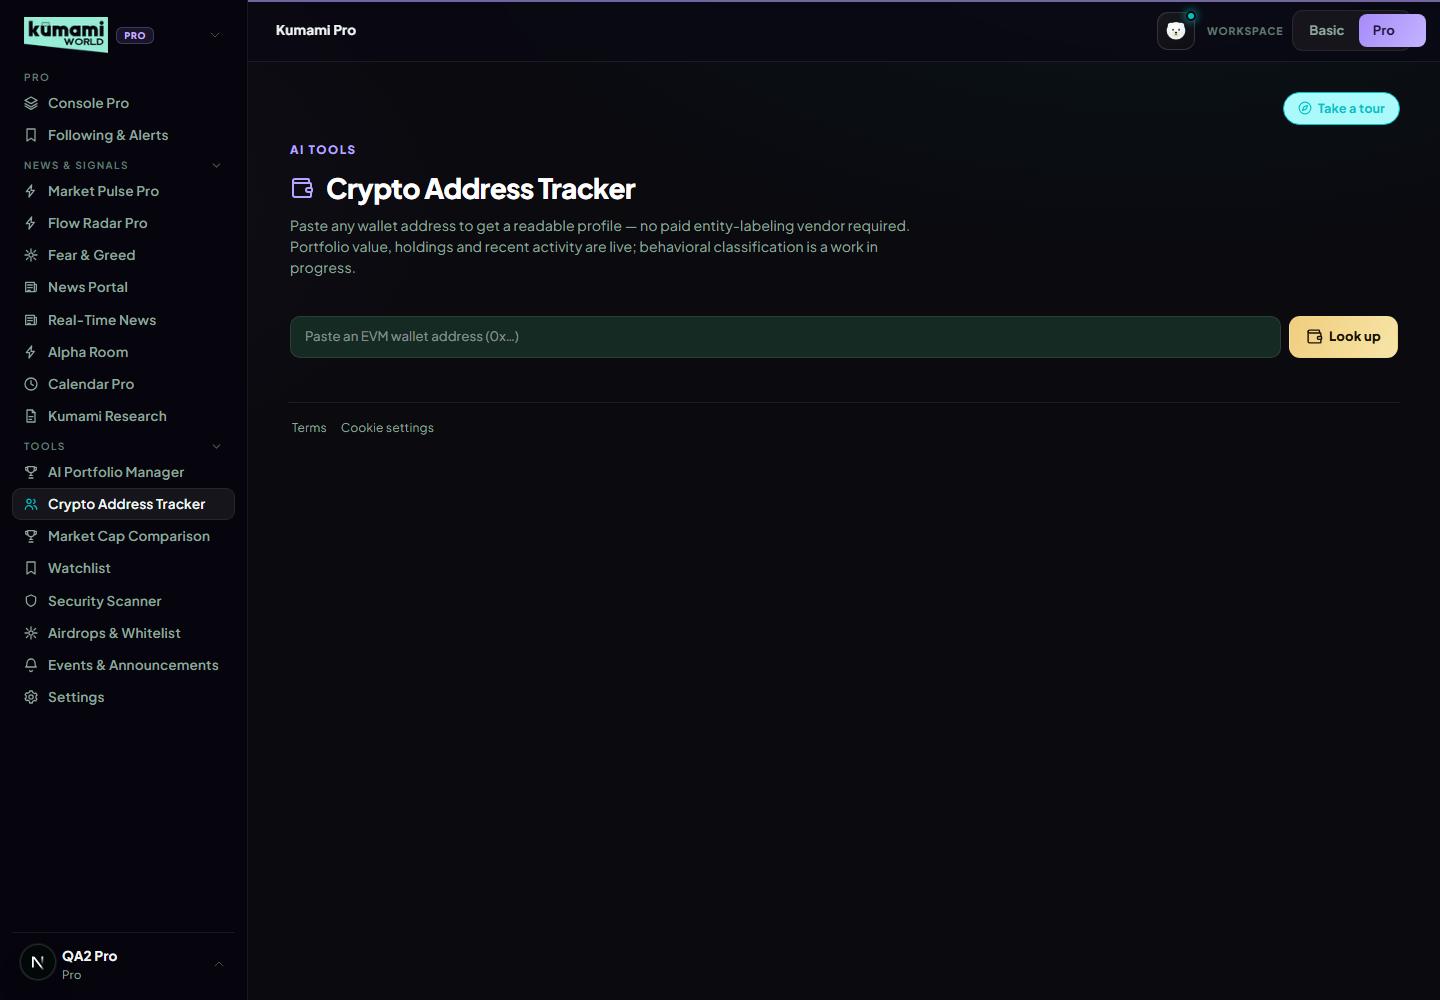 kumami
WORLD
PRO
PRO
Console Pro
Following & Alerts
NEWS & SIGNALS
Market Pulse Pro
Flow Radar Pro
Fear & Greed
News Portal
Real-Time News
Alpha Room
Calendar Pro
Kumami Research
TOOLS
AI Portfolio Manager
Crypto Address Tracker
Market Cap Comparison
Watchlist
Security Scanner
Airdrops & Whitelist
Events & Announcements
Settings
N
QA2 Pro
Pro
Kumami Pro
WORKSPACE
Basic
Pro
Take a tour
AI TOOLS
Crypto Address Tracker
Paste any wallet address to get a readable profile — no paid entity-labeling vendor required.
Portfolio value, holdings and recent activity are live; behavioral classification is a work in
progress.
Paste an EVM wallet address (0x…)
Look up
Terms
Cookie settings